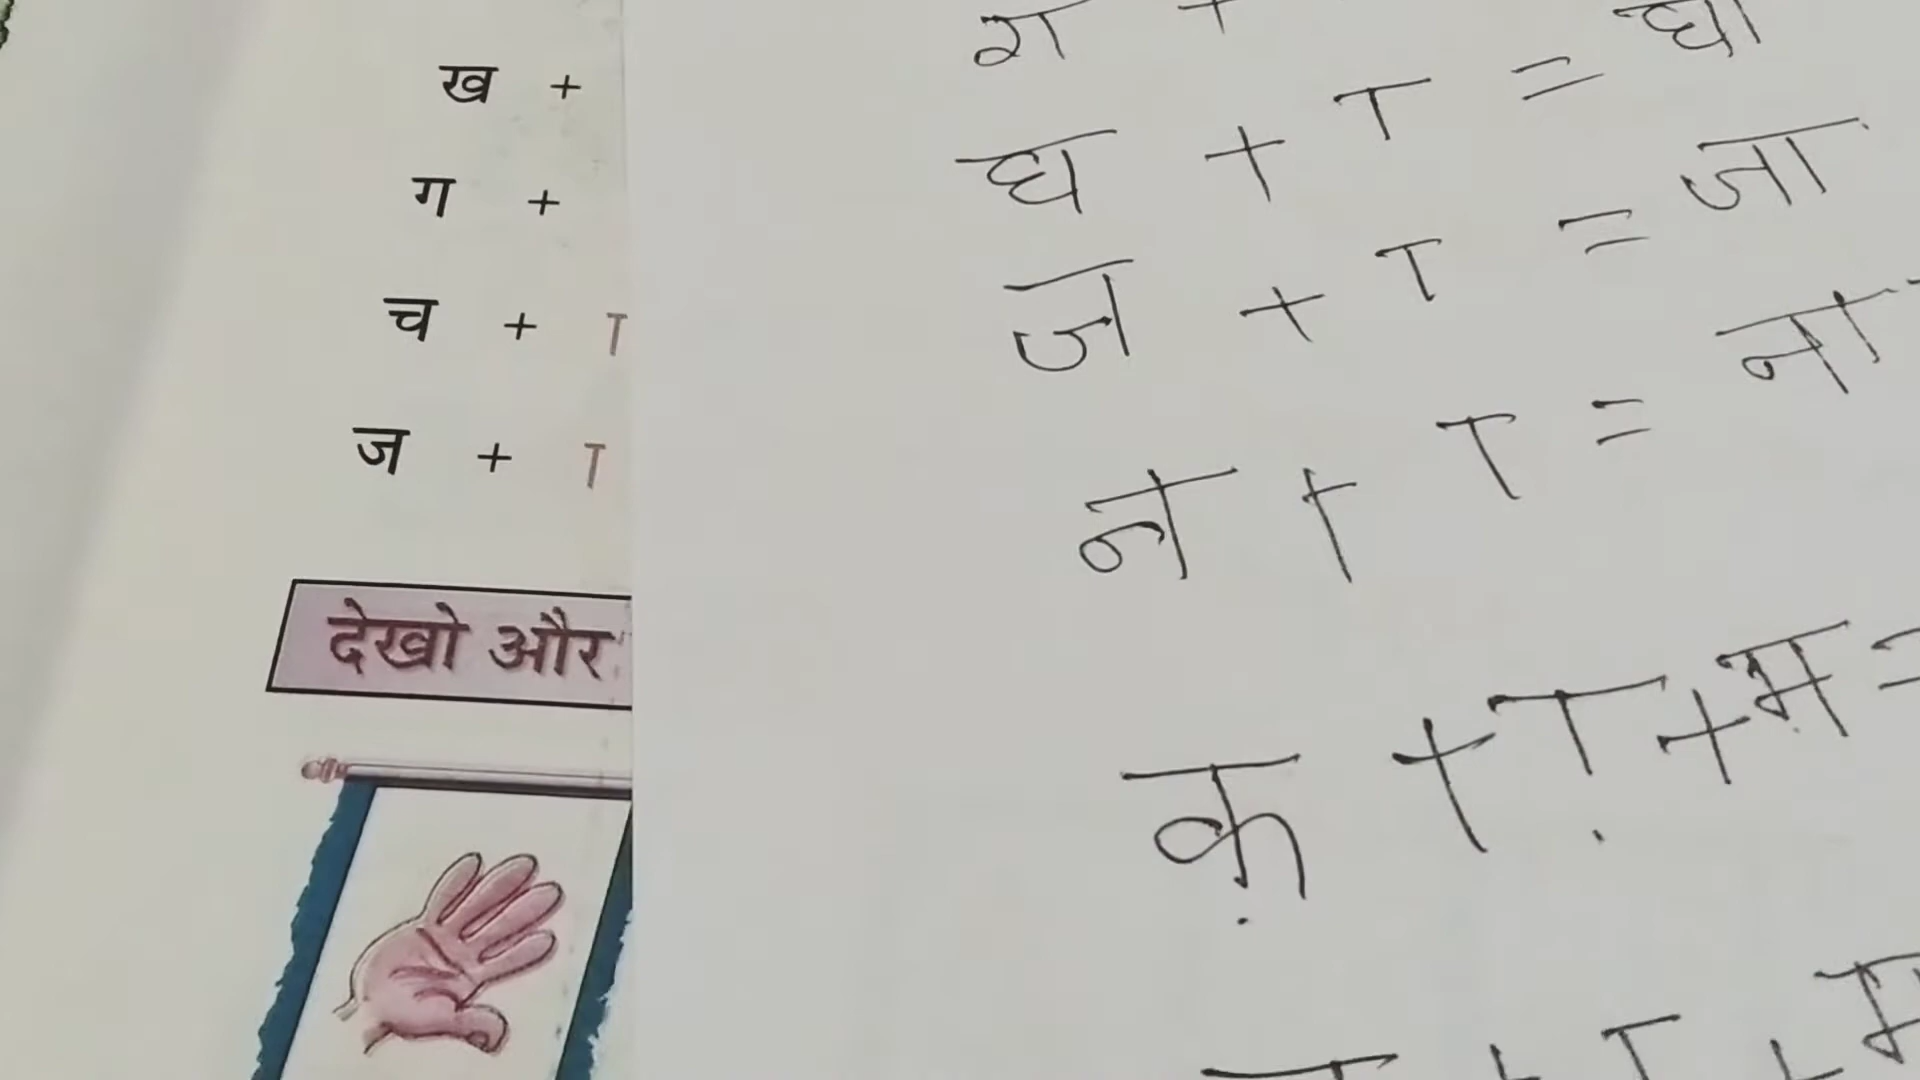 ख +
ग +
च + ा
ज + ा
देखो और
ग +
घ + ा = घा
ज + ा = जा
न + ा = ना
क + ा + म =